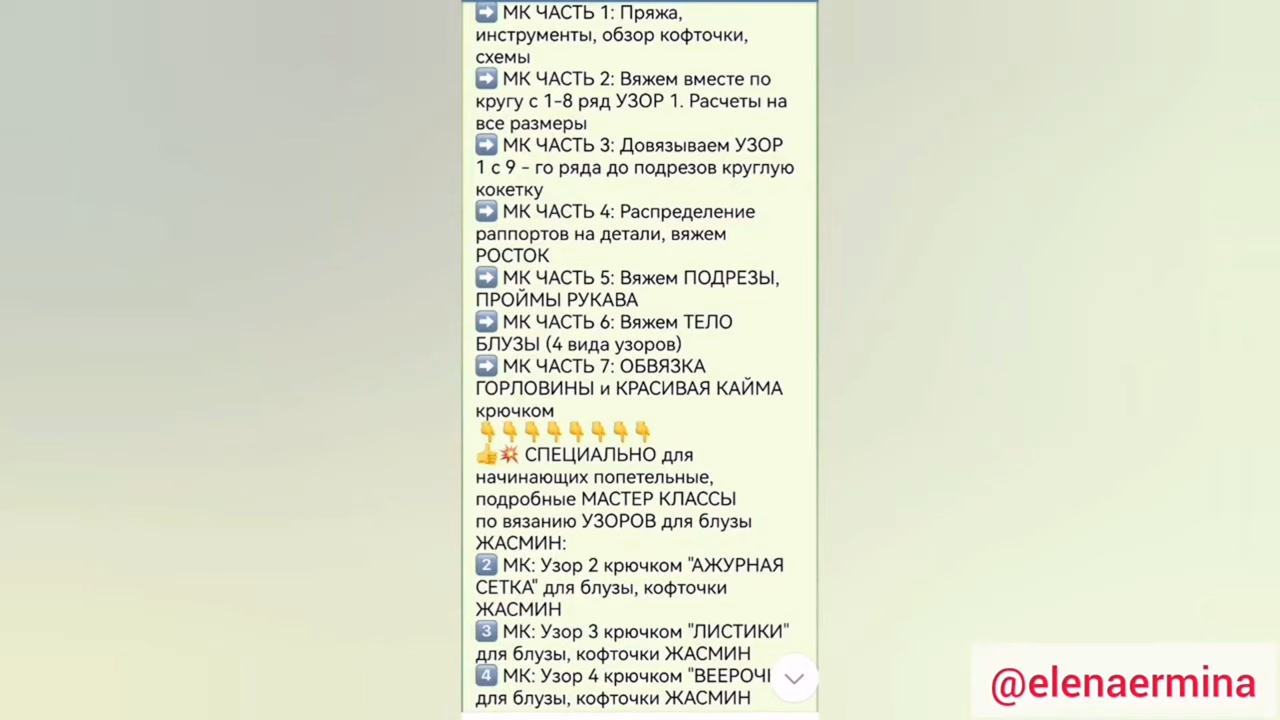 ➡️ МК ЧАСТЬ 1: Пряжа,
инструменты, обзор кофточки,
схемы
➡️ МК ЧАСТЬ 2: Вяжем вместе по
кругу с 1-8 ряд УЗОР 1. Расчеты на
все размеры
➡️ МК ЧАСТЬ 3: Довязываем УЗОР
1 с 9 - го ряда до подрезов круглую
кокетку
➡️ МК ЧАСТЬ 4: Распределение
раппортов на детали, вяжем
РОСТОК
➡️ МК ЧАСТЬ 5: Вяжем ПОДРЕЗЫ,
ПРОЙМЫ РУКАВА
➡️ МК ЧАСТЬ 6: Вяжем ТЕЛО
БЛУЗЫ (4 вида узоров)
➡️ МК ЧАСТЬ 7: ОБВЯЗКА
ГОРЛОВИНЫ и КРАСИВАЯ КАЙМА
крючком
👇👇👇👇👇👇👇👇
👍💥 СПЕЦИАЛЬНО для
начинающих попетельные,
подробные МАСТЕР КЛАССЫ
по вязанию УЗОРОВ для блузы
ЖАСМИН:
2️⃣ МК: Узор 2 крючком "АЖУРНАЯ
СЕТКА" для блузы, кофточки
ЖАСМИН
3️⃣ МК: Узор 3 крючком "ЛИСТИКИ"
для блузы, кофточки ЖАСМИН
4️⃣ МК: Узор 4 крючком
для блузы, кофточки ЖАСМИН
@elenaermina